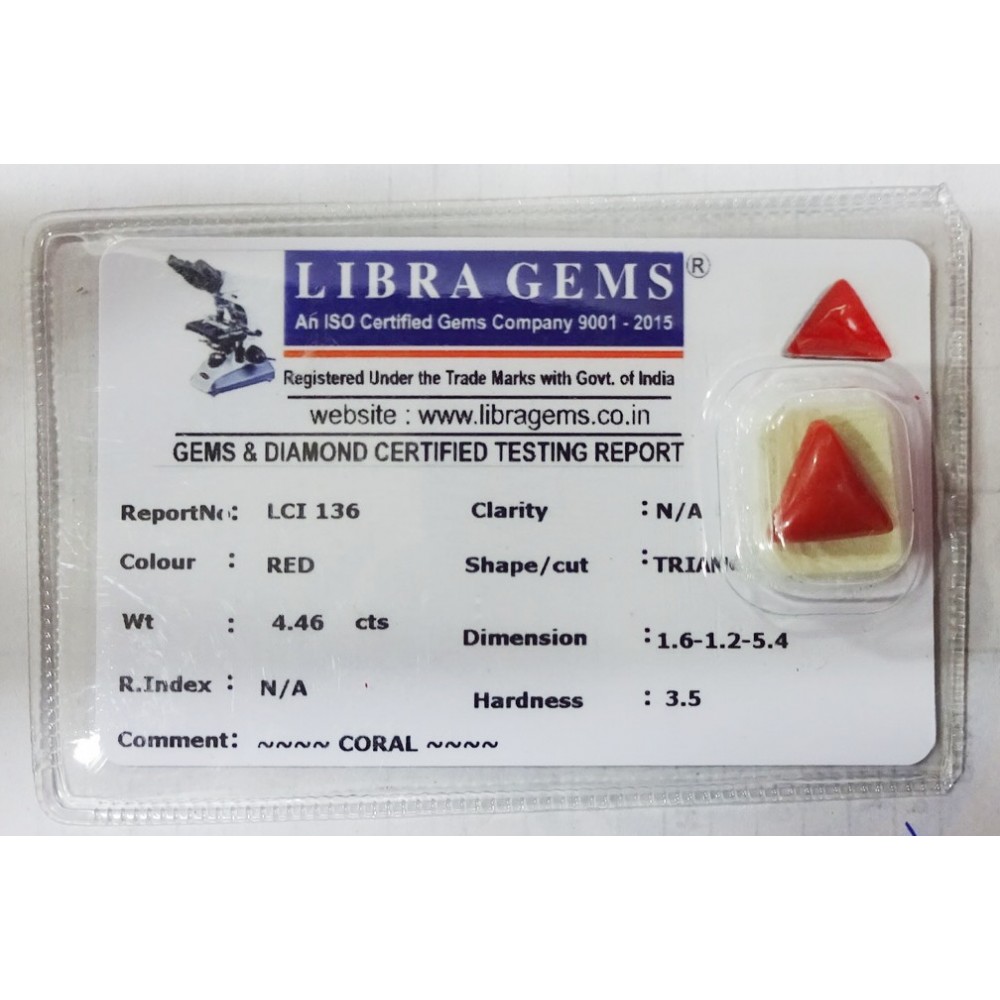 LIBRA GEMS ®
An ISO Certified Gems Company 9001 - 2015
Registered Under the Trade Marks with Govt. of India
website : www.libragems.co.in
GEMS & DIAMOND CERTIFIED TESTING REPORT
ReportNo: LCI 136 Clarity : N/A
Colour : RED Shape/cut :
Wt : 4.46 cts Dimension : 1.6-1.2-5.4
R.Index : N/A Hardness : 3.5
Comment: ~~~~ CORAL ~~~~